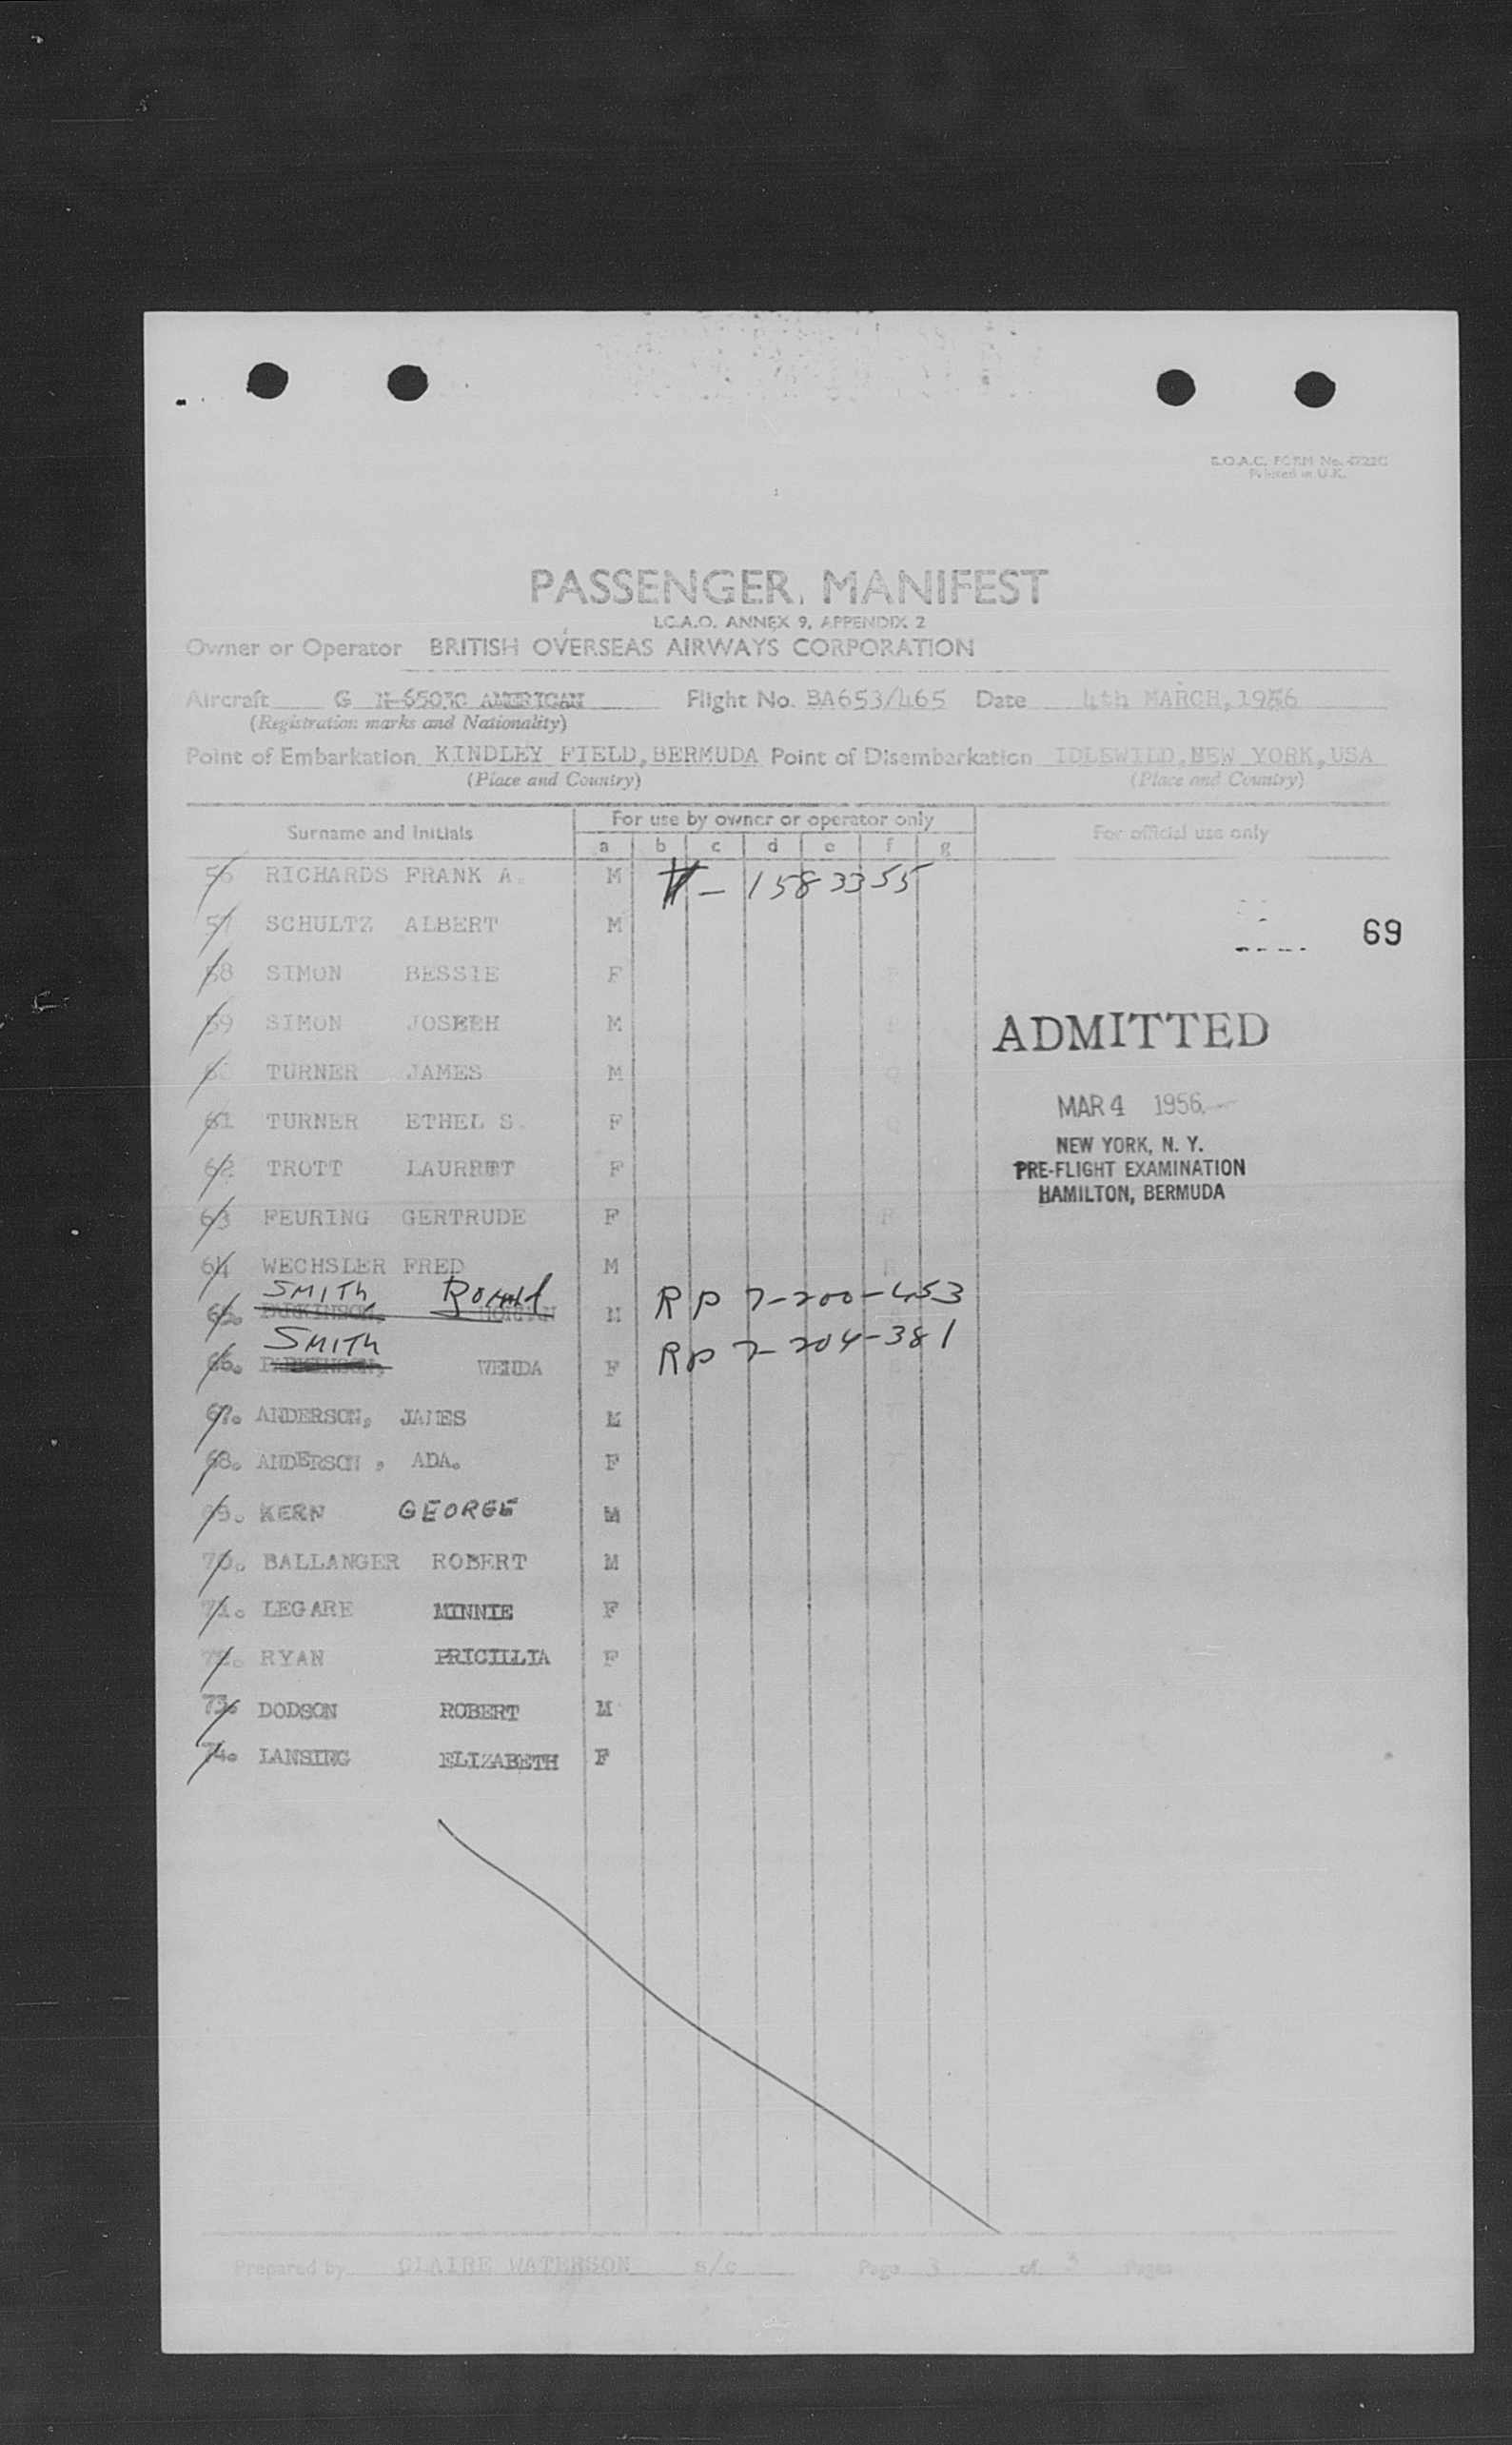 B.O.A.C. FORM No. 4722C
Printed in U.K.
PASSENGER MANIFEST
I.C.A.O. ANNEX 9, APPENDIX 2
Owner or Operator BRITISH OVERSEAS AIRWAYS CORPORATION
Aircraft G N-6503C AMERICAN Flight No. BA653/465 Date 4th MARCH, 1956
(Registration marks and Nationality)
Point of Embarkation KINDLEY FIELD, BERMUDA Point of Disembarkation IDLEWILD, NEW YORK, USA
(Place and Country) (Place and Country)
Surname and Initials For use by owner or operator only For official use only
a b c d e f g
56 RICHARDS FRANK A. M 1583355
57 SCHULTZ ALBERT M
69
58 SIMON BESSIE F
59 SIMON JOSEPH M
ADMITTED
60 TURNER JAMES M
MAR 4 1956
61 TURNER ETHEL S. F
NEW YORK, N. Y.
62 TROTT LAURRET F
PRE-FLIGHT EXAMINATION
HAMILTON, BERMUDA
63 FEURING GERTRUDE F
64 WECHSLER FRED M
SMITH Ronald
65. PARKINSON, NORMAN M RP 7-200-453
SMITH
66. PARKINSON, WENDA F RP 7-204-381
67. ANDERSON, JAMES M
68. ANDERSON, ADA. F
69. KERN GEORGE M
70. BALLANGER ROBERT M
71. LEGARE MINNIE F
72. RYAN PRICILLIA F
73. DODSON ROBERT M
74. LANSING ELIZABETH F
Prepared by CLAIRE WATERSON s/c Page 3 of 3 Pages